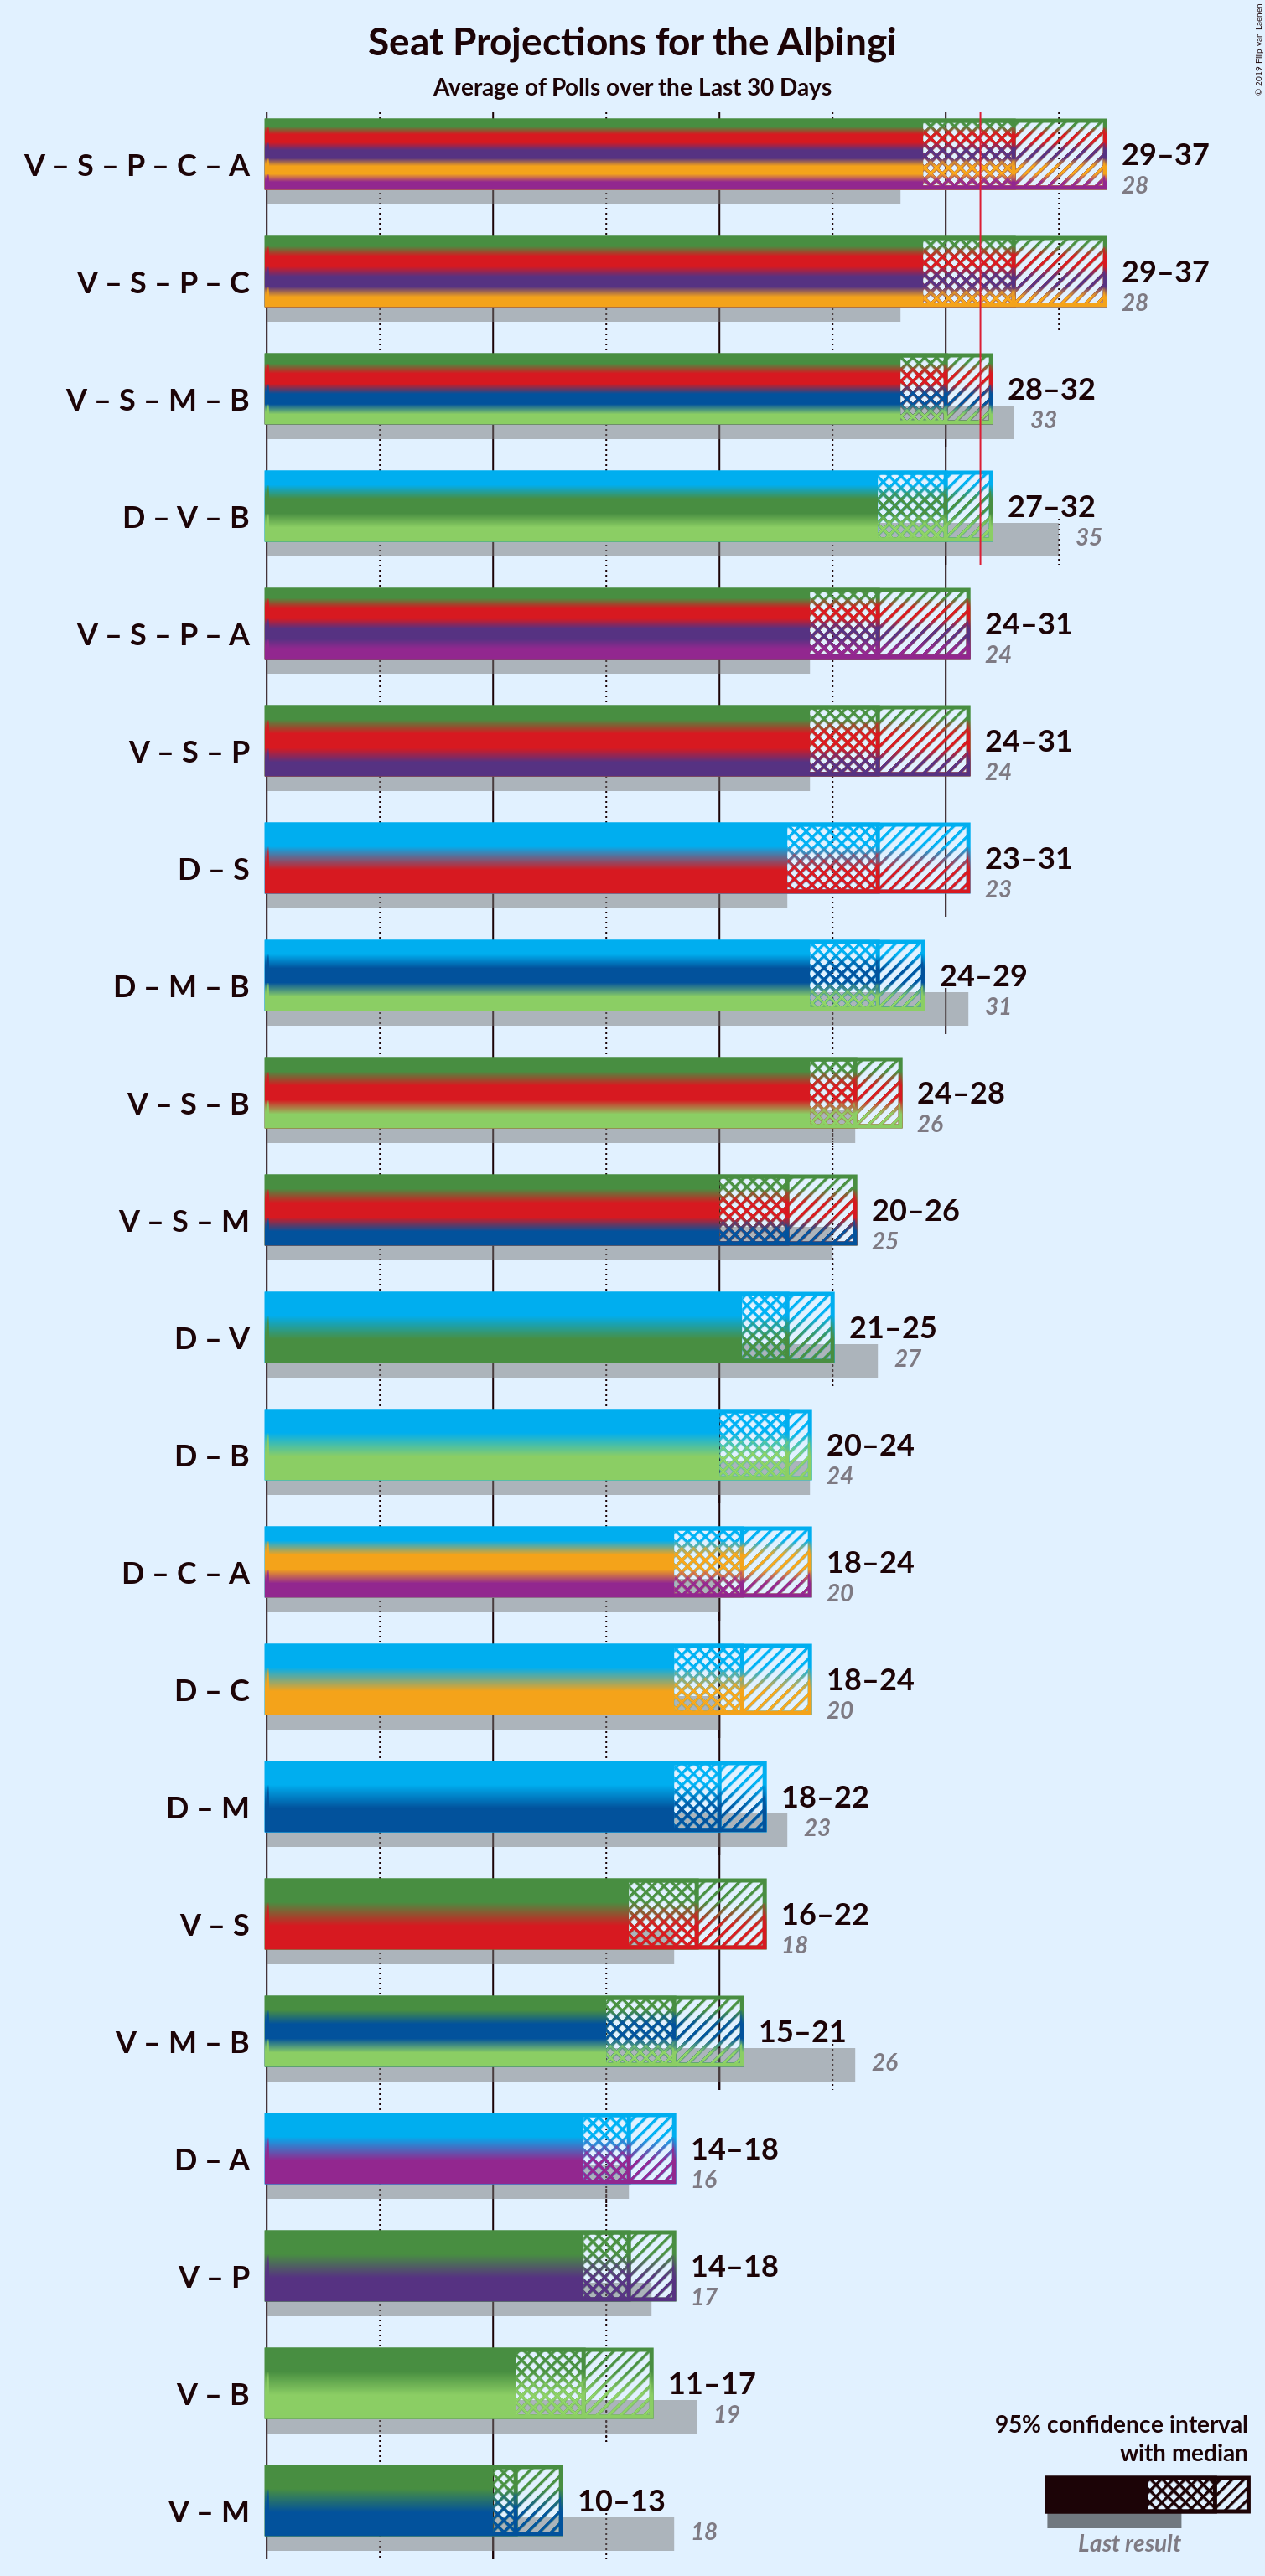 Seat Projections for the Alþingi
Average of Polls over the Last 30 Days
© 2019 Filip van Laenen
V – S – P – C – A
29–37
28
V – S – P – C
29–37
28
V – S – M – B
28–32
33
D – V – B
27–32
35
V – S – P – A
24–31
24
V – S – P
24–31
24
D – S
23–31
23
D – M – B
24–29
31
V – S – B
24–28
26
V – S – M
20–26
25
D – V
21–25
27
D – B
20–24
24
D – C – A
18–24
20
D – C
18–24
20
D – M
18–22
23
V – S
16–22
18
V – M – B
15–21
26
D – A
14–18
16
V – P
14–18
17
V – B
11–17
19
V – M
10–13
18
95% confidence interval
with median
Last result